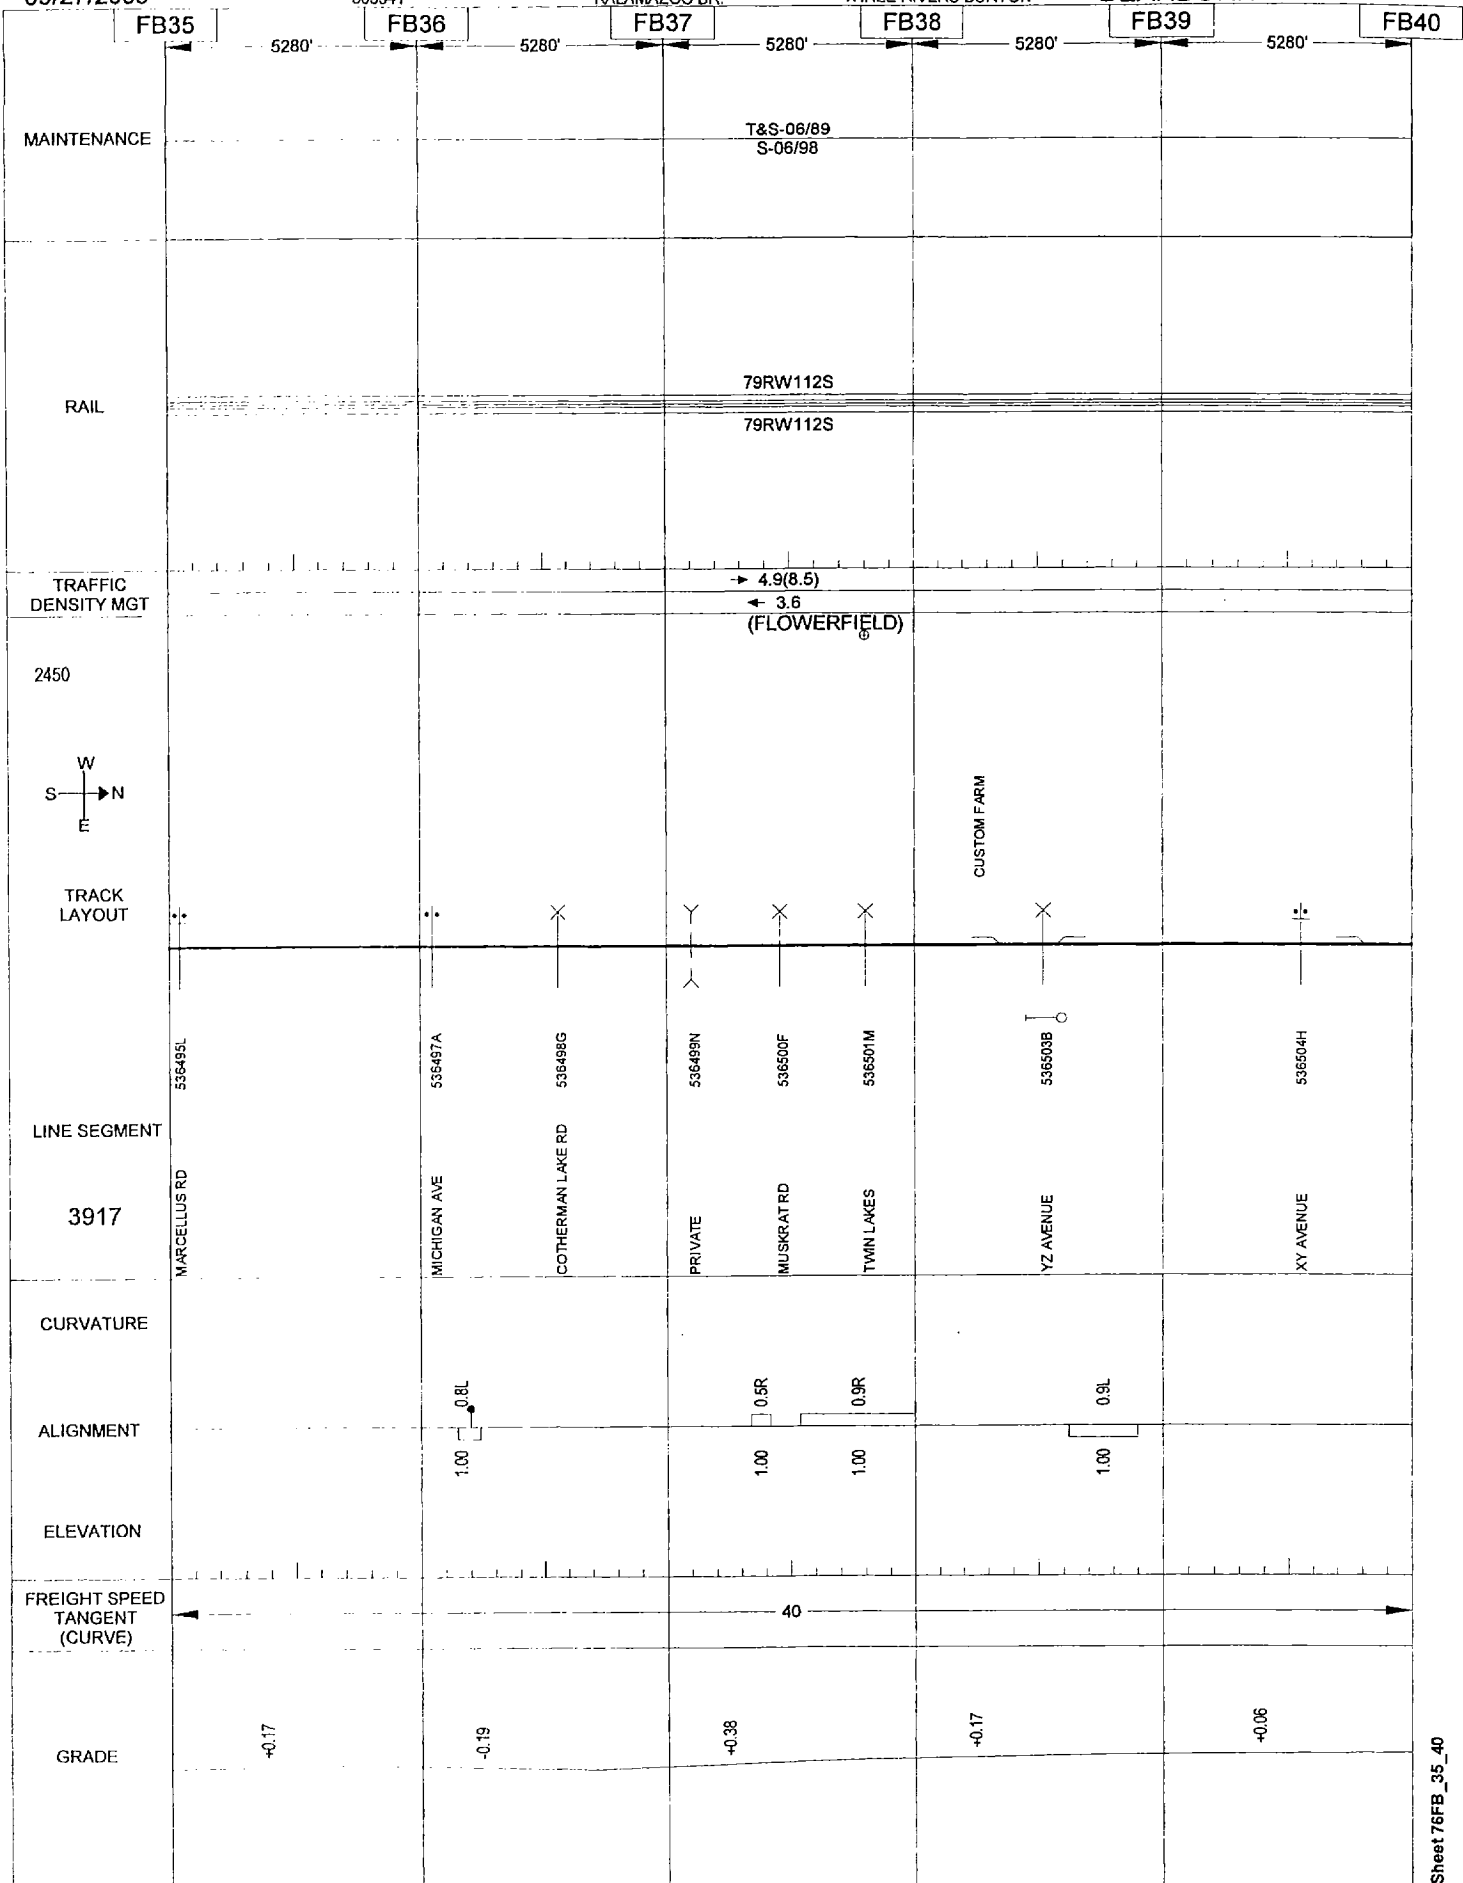 FB35
FB36
FB37
FB38
FB39
FB40
5280'
5280'
5280'
5280'
5280'
MAINTENANCE
T&S-06/89
S-06/98
RAIL
79RW112S
79RW112S
TRAFFIC
DENSITY MGT
4.9(8.5)
3.6
(FLOWERFIELD)
2450
W
S
N
E
CUSTOM FARM
TRACK
LAYOUT
536495L
536497A
536498G
536499N
536500F
536501M
536503B
536504H
LINE SEGMENT
3917
MARCELLUS RD
MICHIGAN AVE
COTHERMAN LAKE RD
PRIVATE
MUSKRAT RD
TWIN LAKES
YZ AVENUE
XY AVENUE
CURVATURE
0.8L
0.5R
0.9R
0.9L
ALIGNMENT
1.00
1.00
1.00
1.00
ELEVATION
FREIGHT SPEED
TANGENT
(CURVE)
40
GRADE
+0.17
-0.19
+0.38
+0.17
+0.06
Sheet 76FB_35_40